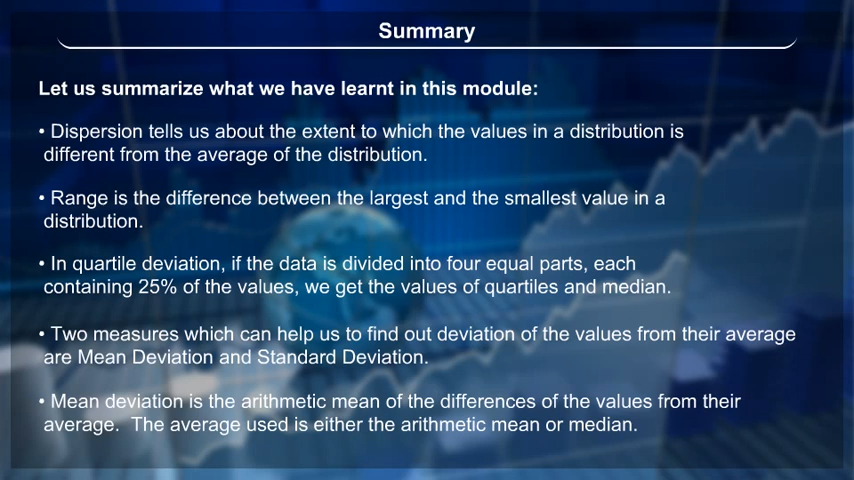 Summary
Let us summarize what we have learnt in this module:
• Dispersion tells us about the extent to which the values in a distribution is
different from the average of the distribution.
• Range is the difference between the largest and the smallest value in a
distribution.
• In quartile deviation, if the data is divided into four equal parts, each
containing 25% of the values, we get the values of quartiles and median.
• Two measures which can help us to find out deviation of the values from their average
are Mean Deviation and Standard Deviation.
• Mean deviation is the arithmetic mean of the differences of the values from their
average.  The average used is either the arithmetic mean or median.